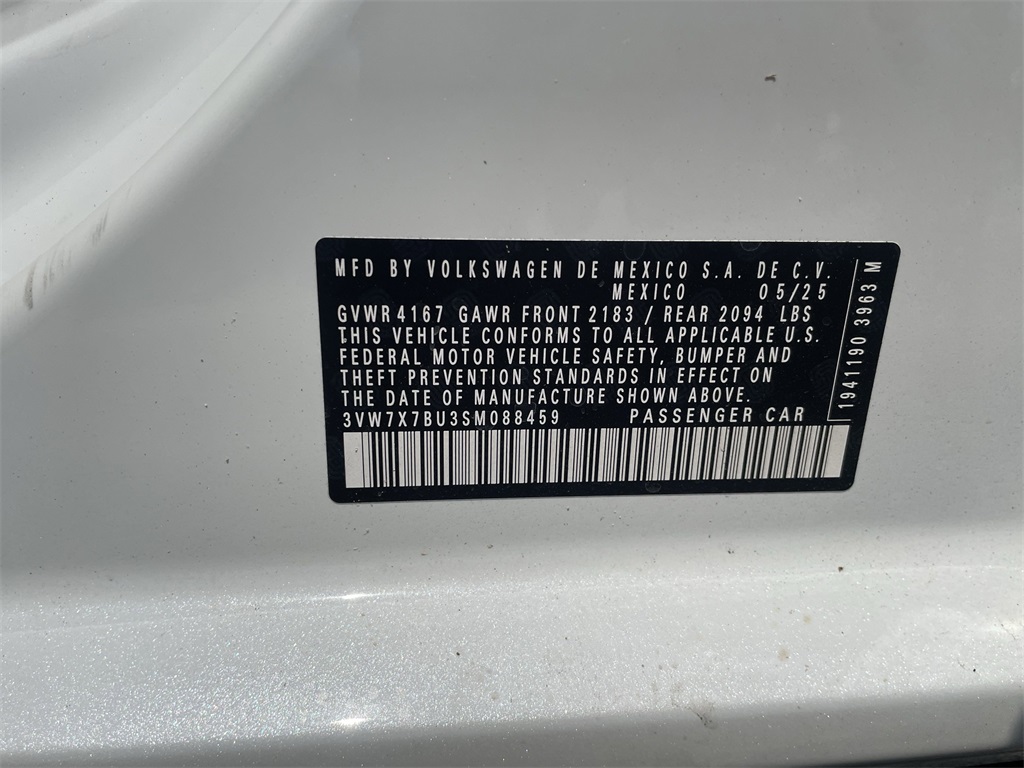 MFD BY VOLKSWAGEN DE MEXICO S.A. DE C.V.
MEXICO 05/25
GVWR 4167 GAWR FRONT 2183 / REAR 2094 LBS
THIS VEHICLE CONFORMS TO ALL APPLICABLE U.S.
FEDERAL MOTOR VEHICLE SAFETY, BUMPER AND
THEFT PREVENTION STANDARDS IN EFFECT ON
THE DATE OF MANUFACTURE SHOWN ABOVE.
3VW7X7BU3SM088459 PASSENGER CAR
1941190 3963 M